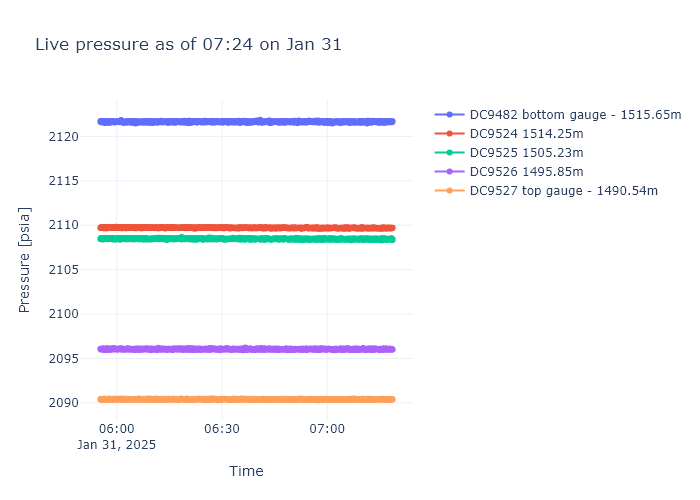 Live pressure as of 07:24 on Jan 31
DC9482 bottom gauge - 1515.65m
DC9524 1514.25m
DC9525 1505.23m
DC9526 1495.85m
DC9527 top gauge - 1490.54m
Pressure [psia]
2120
2115
2110
2105
2100
2095
2090
06:00
Jan 31, 2025
06:30
07:00
Time